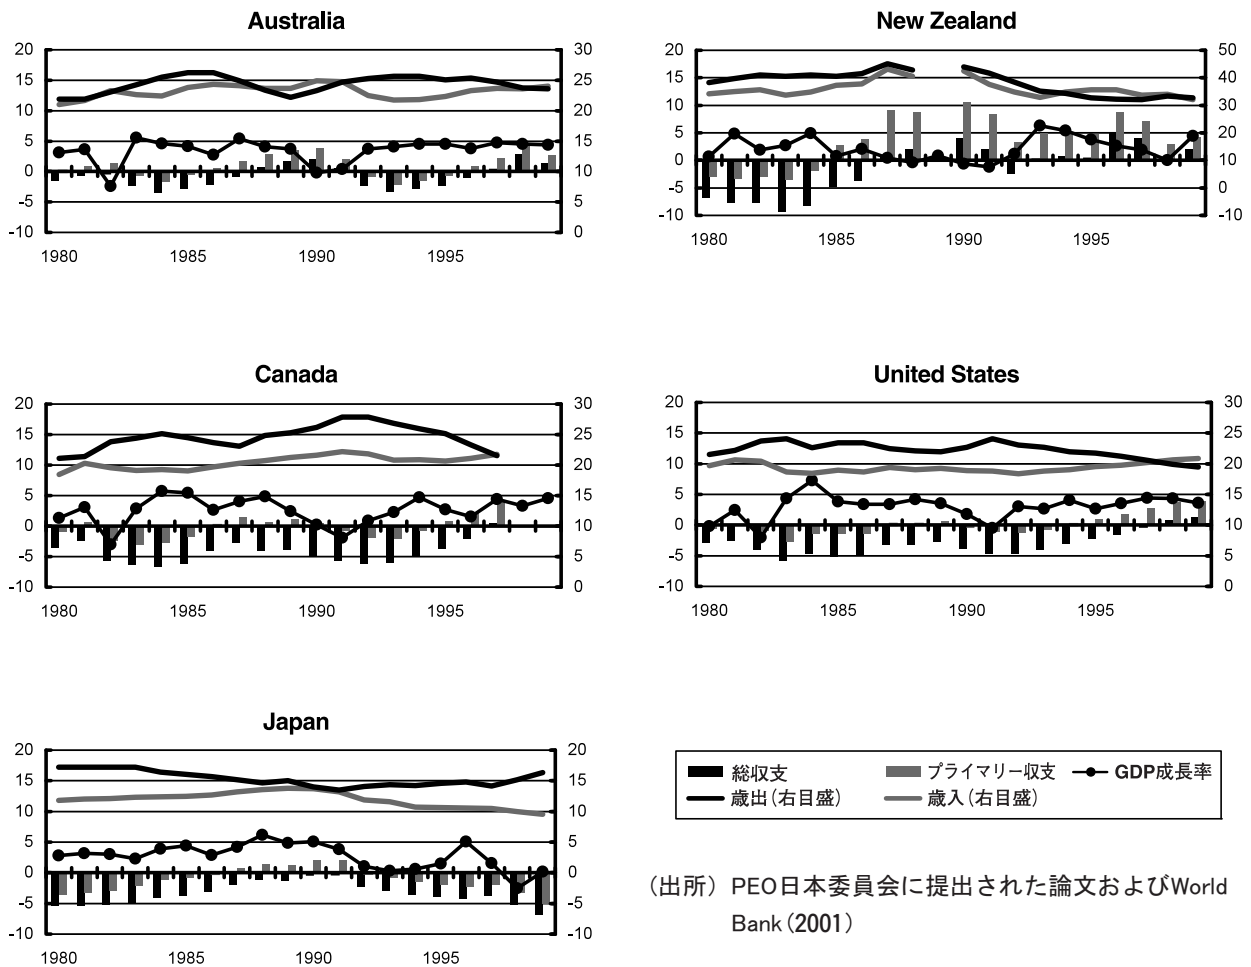 Australia
20 30
15 25
10 20
5 15
0 10
-5 5
-10 0
1980 1985 1990 1995
New Zealand
20 50
15 40
10 30
5 20
0 10
-5 0
-10 -10
1980 1985 1990 1995
Canada
20 30
15 25
10 20
5 15
0 10
-5 5
-10 0
1980 1985 1990 1995
United States
20 30
15 25
10 20
5 15
0 10
-5 5
-10 0
1980 1985 1990 1995
Japan
20 20
15 15
10 10
5 5
0 0
-5 -5
-10 -10
1980 1985 1990 1995
総収支 プライマリー収支 GDP成長率
歳出(右目盛) 歳入(右目盛)
(出所) PEO日本委員会に提出された論文およびWorld
Bank(2001)